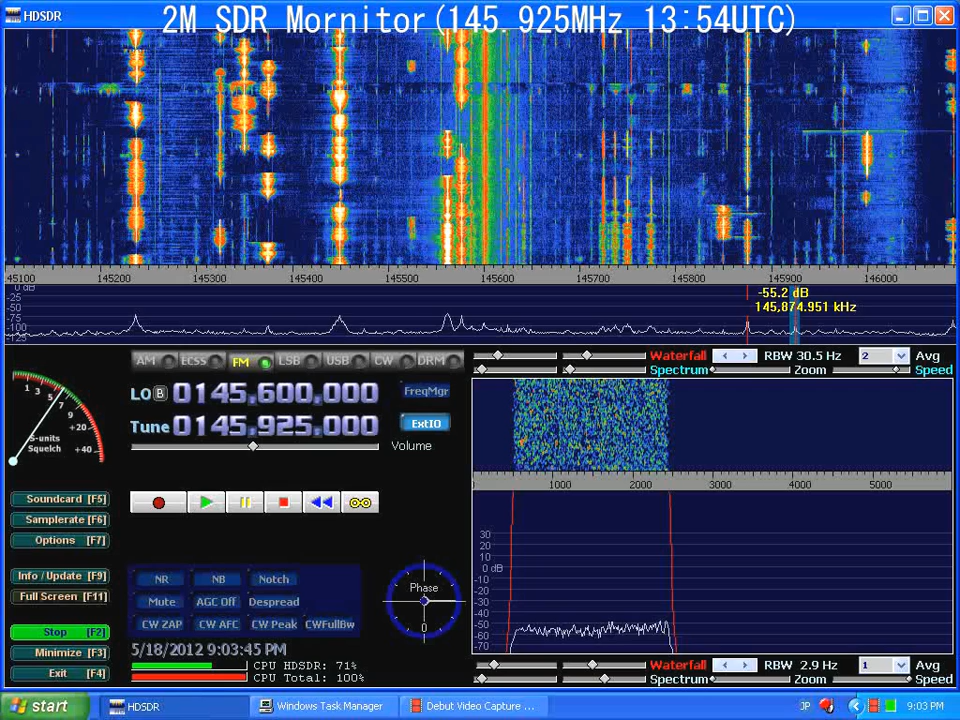 HDSDR
2M SDR Mornitor(145.925MHz 13:54UTC)
45100 145200 145300 145400 145500 145600 145700 145800 145900 146000
0 dB
-25
-50
-75
-100
-125
-55.2 dB
145,874.951 kHz
AM ECSS FM LSB USB CW DRM
Waterfall RBW 30.5 Hz 2 Avg
Spectrum Zoom Speed
LO B 0145.600.000 FreqMgr
Tune 0145.925.000 ExtIO
Volume
1 3 5 7 9 +20 +40
S-units
Squelch
1000 2000 3000 4000 5000
Soundcard [F5]
Samplerate [F6]
Options [F7]
Info / Update [F9]
Full Screen [F11]
Stop [F2]
Minimize [F3]
Exit [F4]
NR NB Notch
Mute AGC Off Despread
CW ZAP CW AFC CW Peak CWFullBw
Phase
0
30
20
10
0 dB
-10
-20
-30
-40
-50
-60
-70
5/18/2012 9:03:45 PM
CPU HDSDR: 71%
CPU Total: 100%
Waterfall RBW 2.9 Hz 1 Avg
Spectrum Zoom Speed
start HDSDR Windows Task Manager Debut Video Capture ... JP 9:03 PM